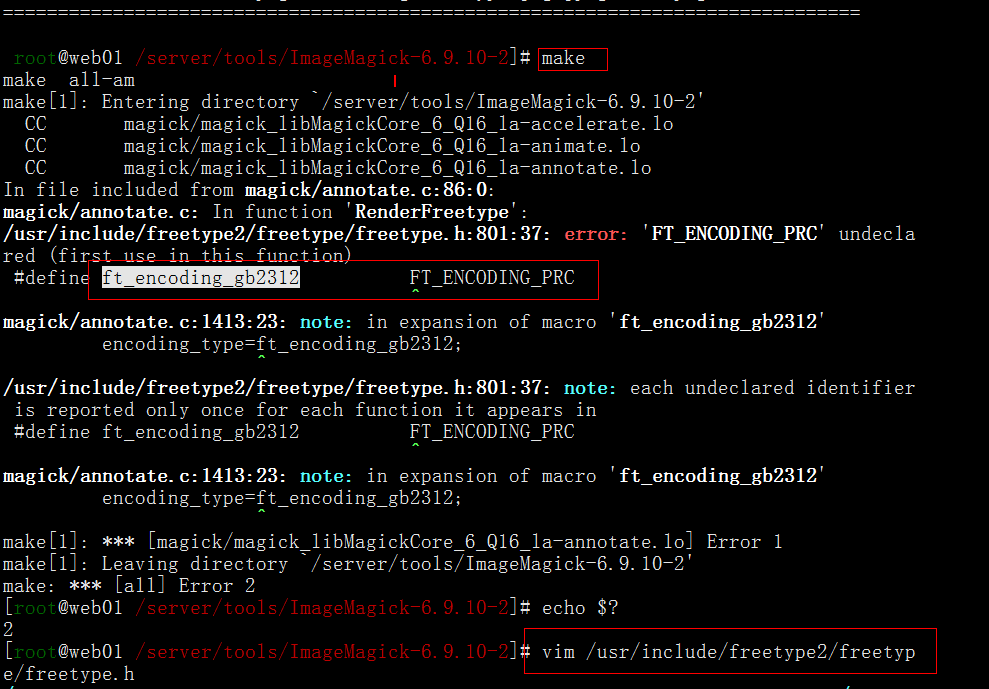 ================================================================================
root@web01 /server/tools/ImageMagick-6.9.10-2]# make
make  all-am
make[1]: Entering directory `/server/tools/ImageMagick-6.9.10-2'
  CC       magick/magick_libMagickCore_6_Q16_la-accelerate.lo
  CC       magick/magick_libMagickCore_6_Q16_la-animate.lo
  CC       magick/magick_libMagickCore_6_Q16_la-annotate.lo
In file included from magick/annotate.c:86:0:
magick/annotate.c: In function 'RenderFreetype':
/usr/include/freetype2/freetype/freetype.h:801:37: error: 'FT_ENCODING_PRC' undecla
red (first use in this function)
 #define ft_encoding_gb2312          FT_ENCODING_PRC
                                     ^
magick/annotate.c:1413:23: note: in expansion of macro 'ft_encoding_gb2312'
         encoding_type=ft_encoding_gb2312;
                       ^
/usr/include/freetype2/freetype/freetype.h:801:37: note: each undeclared identifier
 is reported only once for each function it appears in
 #define ft_encoding_gb2312          FT_ENCODING_PRC
                                     ^
magick/annotate.c:1413:23: note: in expansion of macro 'ft_encoding_gb2312'
         encoding_type=ft_encoding_gb2312;
                       ^
make[1]: *** [magick/magick_libMagickCore_6_Q16_la-annotate.lo] Error 1
make[1]: Leaving directory `/server/tools/ImageMagick-6.9.10-2'
make: *** [all] Error 2
[root@web01 /server/tools/ImageMagick-6.9.10-2]# echo $?
2
[root@web01 /server/tools/ImageMagick-6.9.10-2]# vim /usr/include/freetype2/freetyp
e/freetype.h